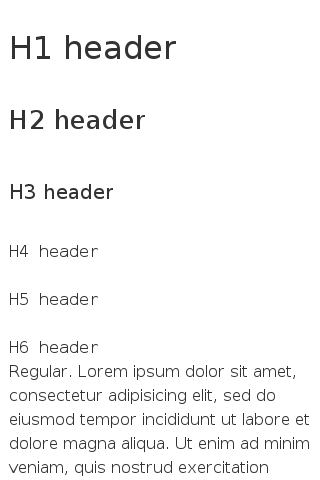 H1 header
H2 header
H3 header
H4 header
H5 header
H6 header
Regular. Lorem ipsum dolor sit amet,
consectetur adipisicing elit, sed do
eiusmod tempor incididunt ut labore et
dolore magna aliqua. Ut enim ad minim
veniam, quis nostrud exercitation